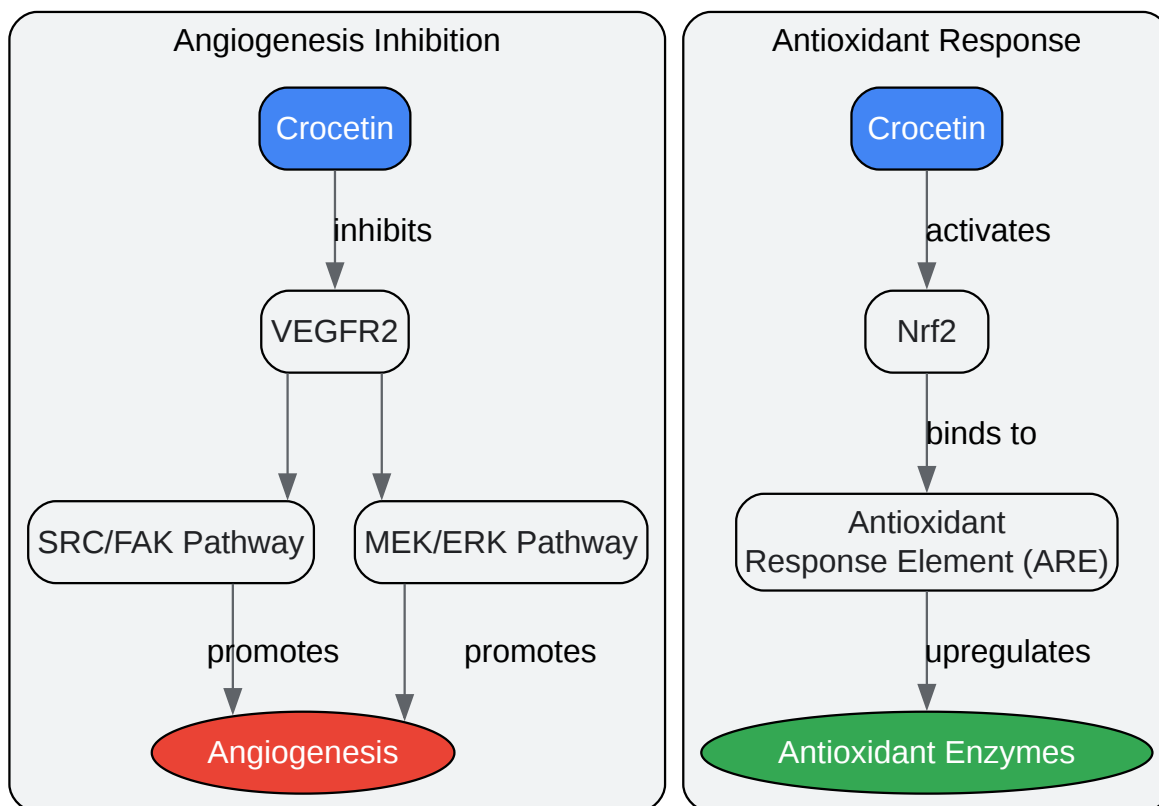 Angiogenesis Inhibition
Crocetin
inhibits
VEGFR2
SRC/FAK Pathway
MEK/ERK Pathway
promotes
promotes
Angiogenesis
Antioxidant Response
Crocetin
activates
Nrf2
binds to
Antioxidant
Response Element (ARE)
upregulates
Antioxidant Enzymes